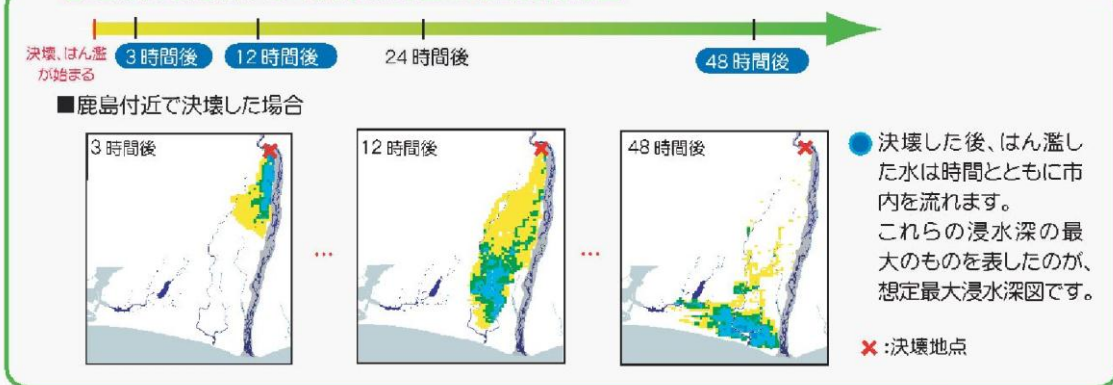 決壊、はん濫
が始まる
3時間後
12時間後
24時間後
48時間後
■鹿島付近で決壊した場合
3時間後
12時間後
48時間後
…
…
●決壊した後、はん濫し
た水は時間とともに市
内を流れます。
これらの浸水深の最
大のものを表したのが、
想定最大浸水深図です。
×:決壊地点